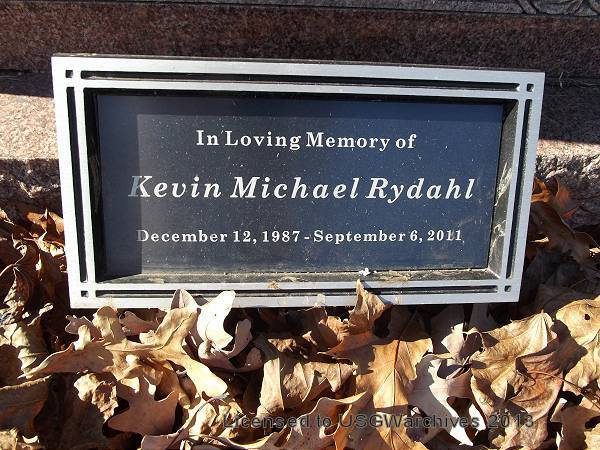 In Loving Memory of
Kevin Michael Rydahl
December 12, 1987 - September 6, 2011
Licensed to USGWarchives 2013